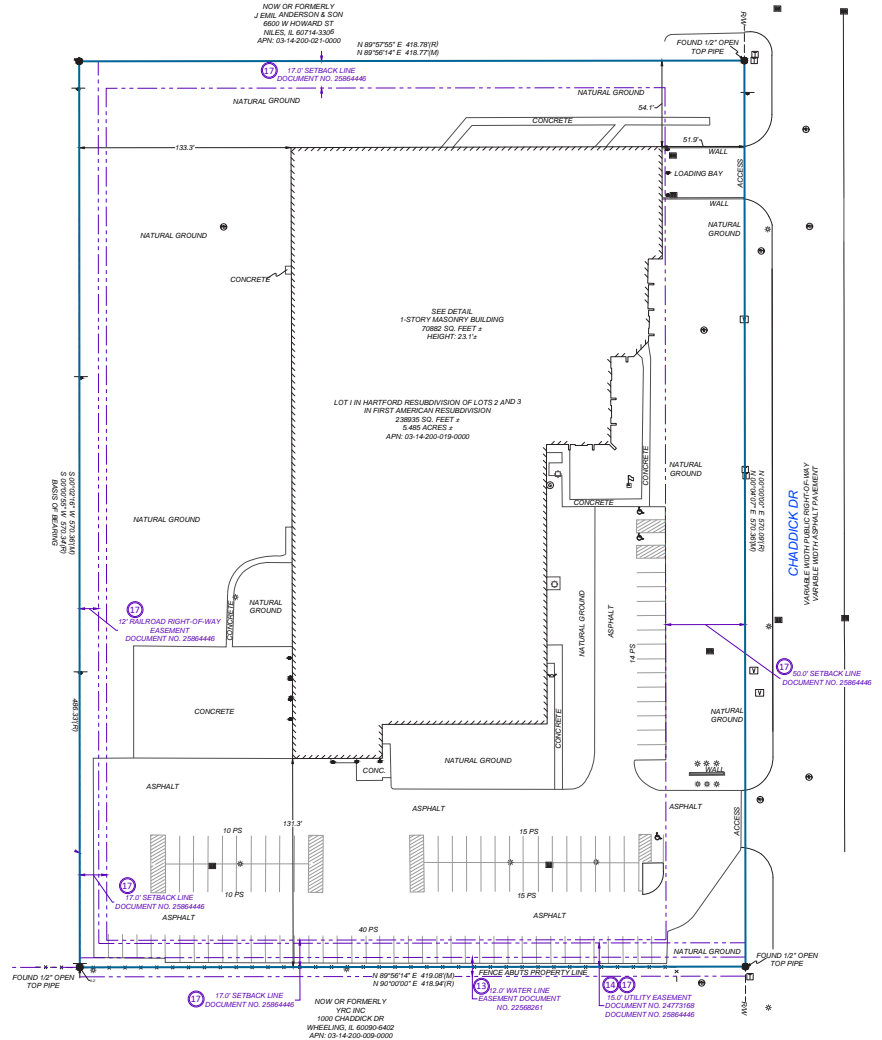 NOW OR FORMERLY
J EMIL ANDERSON & SON
6600 W HOWARD ST
NILES, IL 60714-3306
APN: 03-14-200-021-0000
N 89°57'55" E 418.78'(R)
N 89°56'14" E 418.77'(M)
R/W
FOUND 1/2" OPEN
TOP PIPE
17
17.0' SETBACK LINE
DOCUMENT NO. 25864446
NATURAL GROUND
NATURAL GROUND
54.1'
CONCRETE
133.3'
51.9'
WALL
LOADING BAY
ACCESS
WALL
NATURAL GROUND
NATURAL
GROUND
CONCRETE
SEE DETAIL
1-STORY MASONRY BUILDING
70882 SQ. FEET ±
HEIGHT: 23.1'±
LOT 1 IN HARTFORD RESUBDIVISION OF LOTS 2 AND 3
IN FIRST AMERICAN RESUBDIVISION
238935 SQ. FEET ±
5.485 ACRES ±
APN: 03-14-200-019-0000
S 00°02'16" W 570.36'(M)
S 00°00'55" W 570.34'(R)
BASIS OF BEARING
NATURAL GROUND
CONCRETE
CONCRETE
NATURAL
GROUND
N 00°00'00" E 570.09'(R)
N 00°04'07" E 570.36'(M)
CHADDICK DR
VARIABLE WIDTH PUBLIC RIGHT-OF-WAY
VARIABLE WIDTH ASPHALT PAVEMENT
17
12' RAILROAD RIGHT-OF-WAY
EASEMENT
DOCUMENT NO. 25864446
CONCRETE
NATURAL
GROUND
NATURAL GROUND
ASPHALT
14 PS
17
50.0' SETBACK LINE
DOCUMENT NO. 25864446
486.33'(R)
CONCRETE
CONCRETE
NATURAL
GROUND
NATURAL GROUND
CONC.
WALL
ASPHALT
ASPHALT
ASPHALT
ACCESS
131.3'
10 PS
15 PS
10 PS
15 PS
17
17.0' SETBACK LINE
DOCUMENT NO. 25864446
ASPHALT
ASPHALT
40 PS
NATURAL GROUND
FOUND 1/2" OPEN
TOP PIPE
FENCE ABUTS PROPERTY LINE
N 89°56'14" E 419.08'(M)
N 90°00'00" E 418.94'(R)
FOUND 1/2" OPEN
TOP PIPE
17
17.0' SETBACK LINE
DOCUMENT NO. 25864446
13
12.0' WATER LINE
EASEMENT DOCUMENT
NO. 22568261
14
17
15.0' UTILITY EASEMENT
DOCUMENT NO. 24773168
DOCUMENT NO. 25864446
NOW OR FORMERLY
YRC INC
1000 CHADDICK DR
WHEELING, IL 60090-6402
APN: 03-14-200-009-0000
R/W